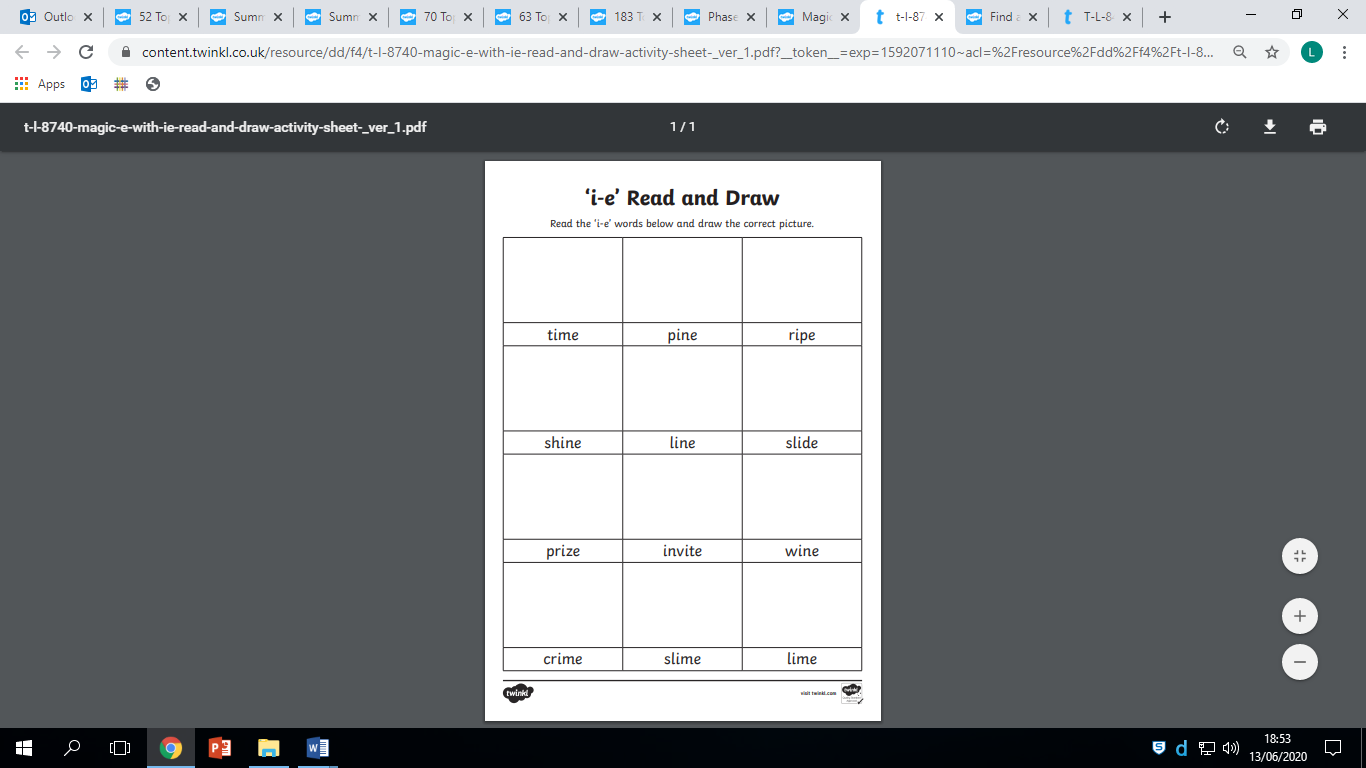 Outlo
52 To
Summ
Summ
70 To
63 To
183 T
Phase
Magic
t-l-87
Find a
T-L-8
content.twinkl.co.uk/resource/dd/f4/t-l-8740-magic-e-with-ie-read-and-draw-activity-sheet-_ver_1.pdf?__token__=exp=1592071110~acl=%2Fresource%2Fdd%2Ff4%2Ft-l-8...
L
Apps
t-l-8740-magic-e-with-ie-read-and-draw-activity-sheet-_ver_1.pdf
1 / 1
‘i-e’ Read and Draw
Read the ‘i-e’ words below and draw the correct picture.
time pine ripe
shine line slide
prize invite wine
crime slime lime
twinkl
visit twinkl.com
twinkl
18:53
13/06/2020